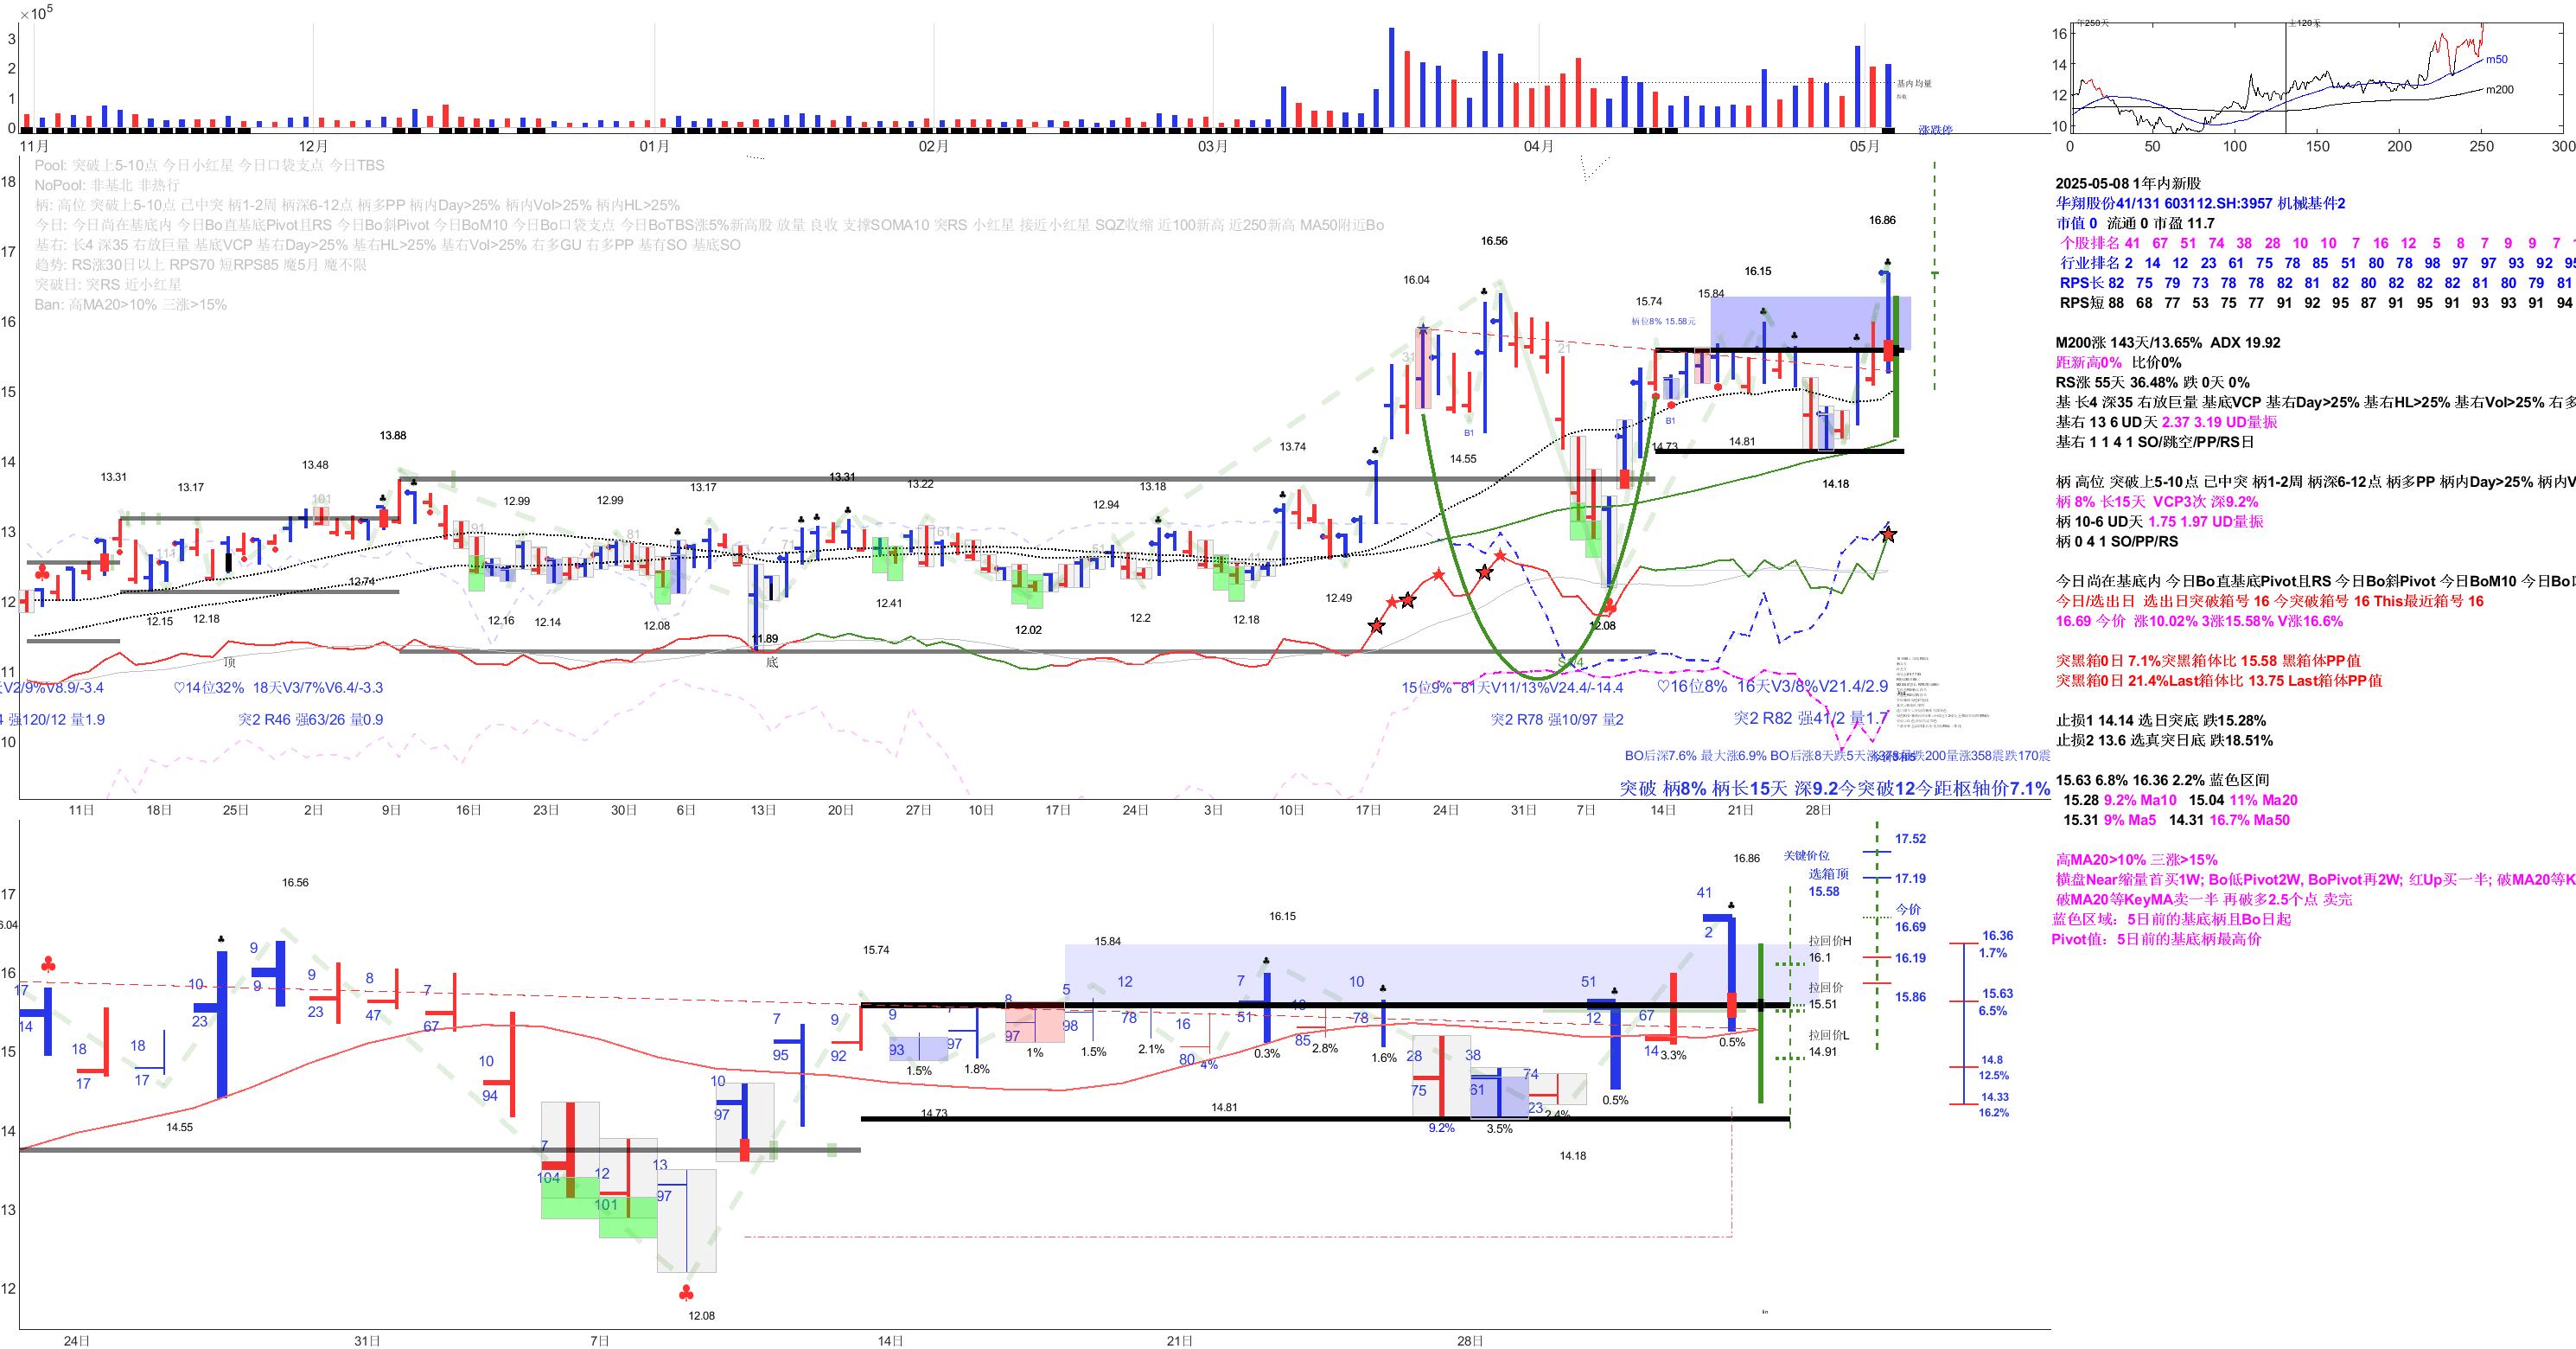 ×10⁵
3
2
1
0
基内均量
涨跌停
11月 12月 01月 02月 03月 04月 05月
Pool: 突破上5-10点 今日小红星 今日口袋支点 今日TBS
NoPool: 非基北 非热行
柄: 高位 突破上5-10点 己中突 柄1-2周 柄深6-12点 柄多PP 柄内Day>25% 柄内Vol>25% 柄内HL>25%
今日: 今日尚在基底内 今日Bo直基底Pivot且RS 今日Bo斜Pivot 今日BoM10 今日Bo口袋支点 今日BoTBS涨5%新高股 放量 良收 支撑SOMA10 突RS 小红星 接近小红星 SQZ收缩 近100新高 近250新高 MA50附近Bo
基右: 长4 深35 右放巨量 基底VCP 基右Day>25% 基右HL>25% 基右Vol>25% 右多GU 右多PP 基有SO 基底SO
趋势: RS涨30日以上 RPS70 短RPS85 魔5月 魔不限
突破日: 突RS 近小红星
Ban: 高MA20>10% 三涨>15%
18
17
16
15
14
13
12
11
10
13.31 13.17 13.48 13.88 12.99 12.99 13.17 13.31 13.22 12.94 13.18 13.74 16.04 16.56 15.74 15.84 16.15 16.86
柄位8% 15.58元
12.15 12.18 12.74 12.16 12.14 12.08 11.89 12.41 12.02 12.2 12.18 12.49 14.55 12.08 14.73 14.81 14.18
111 101 91 81 71 61 51 41 31 21
B1 B1
顶 底
天V2/9%V8.9/-3.4 ♡14位32% 18天V3/7%V6.4/-3.3 15位9% 81天V11/13%V24.4/-14.4 ♡16位8% 16天V3/8%V21.4/2.9
强120/12 量1.9 突2 R46 强63/26 量0.9 突2 R78 强10/97 量2 突2 R82 强41/2 量1.7
BO后深7.6% 最大涨6.9% BO后涨8天跌5天
量跌200量涨358震跌170震
突破 柄8% 柄长15天 深9.2今突破12今距枢轴价7.1%
11日 18日 25日 2日 9日 16日 23日 30日 6日 13日 20日 27日 10日 17日 24日 3日 10日 17日 24日 31日 7日 14日 21日 28日
17
16
15
14
13
12
6.04 16.56 15.74 15.84 16.15 16.86
14.55 12.08 14.73 14.81 14.18
17 14 18 17 18 17 10 23 9 9 9 23 8 47 7 67 10 94 7 104 12 101 13 97 10 97 7 95 9 92 9 93 97 8 97 5 98 12 78 16 80 7 51 85 10 78 28 75 38 61 74 23 51 12 67 14 41 2
1.5% 1.8% 1% 1.5% 2.1% 4% 0.3% 2.8% 1.6% 9.2% 3.5% 2.4% 0.5% 3.3% 0.5%
关键价位
选箱顶
15.58
拉回价H
16.1
拉回价
15.51
拉回价L
14.91
17.52
17.19
今价
16.69
16.19
15.86
16.36
1.7%
15.63
6.5%
14.8
12.5%
14.33
16.2%
24日 31日 7日 14日 21日 28日
16
14
12
10
m50
m200
0 50 100 150 200 250 300
2025-05-08 1年内新股
华翔股份41/131 603112.SH:3957 机械基件2
市值 0 流通 0 市盈 11.7
个股排名 41 67 51 74 38 28 10 10 7 16 12 5 8 7 9 9 7
行业排名 2 14 12 23 61 75 78 85 51 80 78 98 97 97 93 92 95
RPS长 82 75 79 73 78 78 82 81 82 80 82 82 82 81 80 79 81
RPS短 88 68 77 53 75 77 91 92 95 87 91 95 91 93 93 91 94
M200涨 143天/13.65% ADX 19.92
距新高0% 比价0%
RS涨 55天 36.48% 跌 0天 0%
基 长4 深35 右放巨量 基底VCP 基右Day>25% 基右HL>25% 基右Vol>25% 右多
基右 13 6 UD天 2.37 3.19 UD量振
基右 1 1 4 1 SO/跳空/PP/RS日
柄 高位 突破上5-10点 己中突 柄1-2周 柄深6-12点 柄多PP 柄内Day>25% 柄内V
柄 8% 长15天 VCP3次 深9.2%
柄 10-6 UD天 1.75 1.97 UD量振
柄 0 4 1 SO/PP/RS
今日尚在基底内 今日Bo直基底Pivot且RS 今日Bo斜Pivot 今日BoM10 今日Bo
今日/选出日 选出日突破箱号 16 今突破箱号 16 This最近箱号 16
16.69 今价 涨10.02% 3涨15.58% V涨16.6%
突黑箱0日 7.1%突黑箱体比 15.58 黑箱体PP值
突黑箱0日 21.4%Last箱体比 13.75 Last箱体PP值
止损1 14.14 选日突底 跌15.28%
止损2 13.6 选真突日底 跌18.51%
15.63 6.8% 16.36 2.2% 蓝色区间
15.28 9.2% Ma10 15.04 11% Ma20
15.31 9% Ma5 14.31 16.7% Ma50
高MA20>10% 三涨>15%
横盘Near缩量首买1W; Bo低Pivot2W, BoPivot再2W; 红Up买一半; 破MA20等K
破MA20等KeyMA卖一半 再破多2.5个点 卖完
蓝色区域：5日前的基底柄且Bo日起
Pivot值：5日前的基底柄最高价